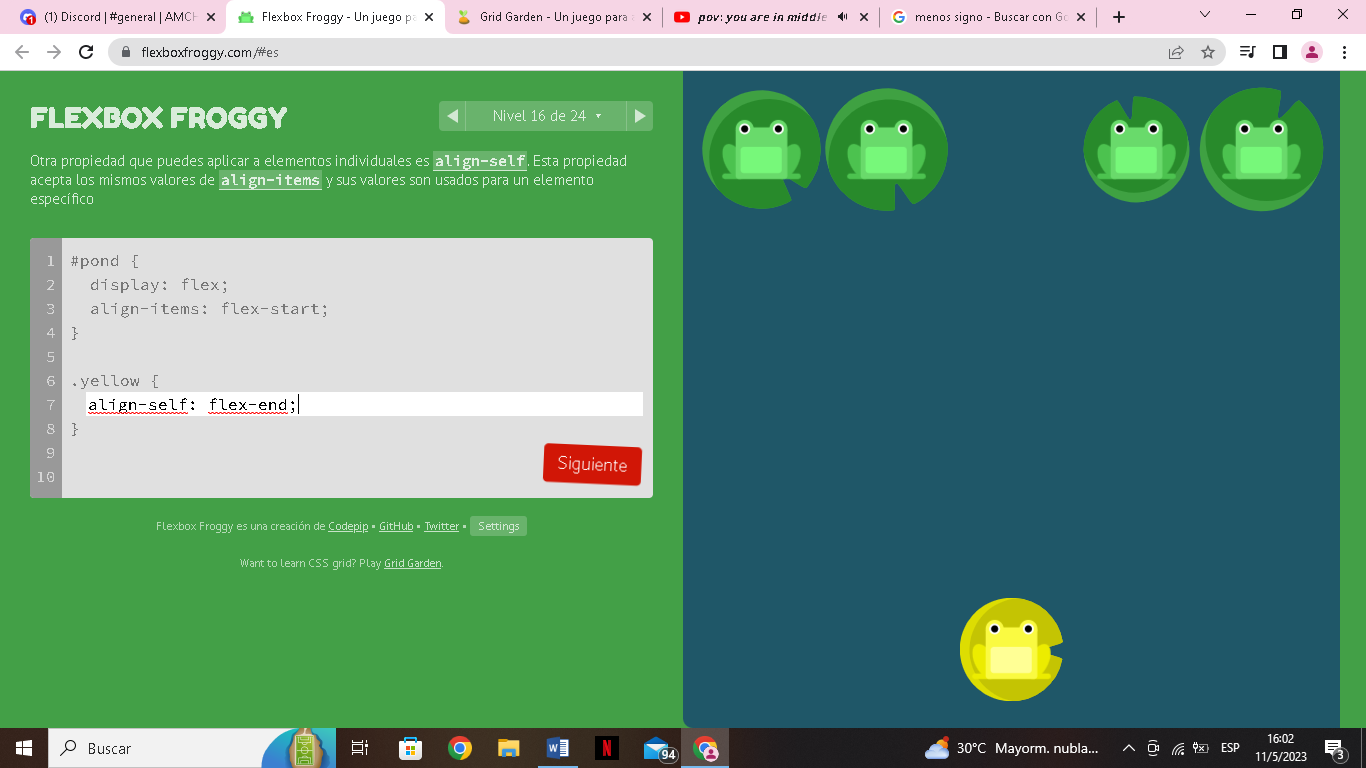 (1) Discord | #general | AMCH
Flexbox Froggy - Un juego pa
Grid Garden - Un juego para
pov: you are in middle
menos signo - Buscar con Go
flexboxfroggy.com/#es
FLEXBOX FROGGY
Nivel 16 de 24
Otra propiedad que puedes aplicar a elementos individuales es align-self. Esta propiedad
acepta los mismos valores de align-items y sus valores son usados para un elemento
específico
1 #pond {
2 display: flex;
3 align-items: flex-start;
4 }
5
6 .yellow {
7 align-self: flex-end;
8 }
9
10
Siguiente
Flexbox Froggy es una creación de Codepip • GitHub • Twitter • Settings
Want to learn CSS grid? Play Grid Garden.
Buscar
W
N
94
30°C Mayorm. nubla...
ESP
16:02
11/5/2023
3